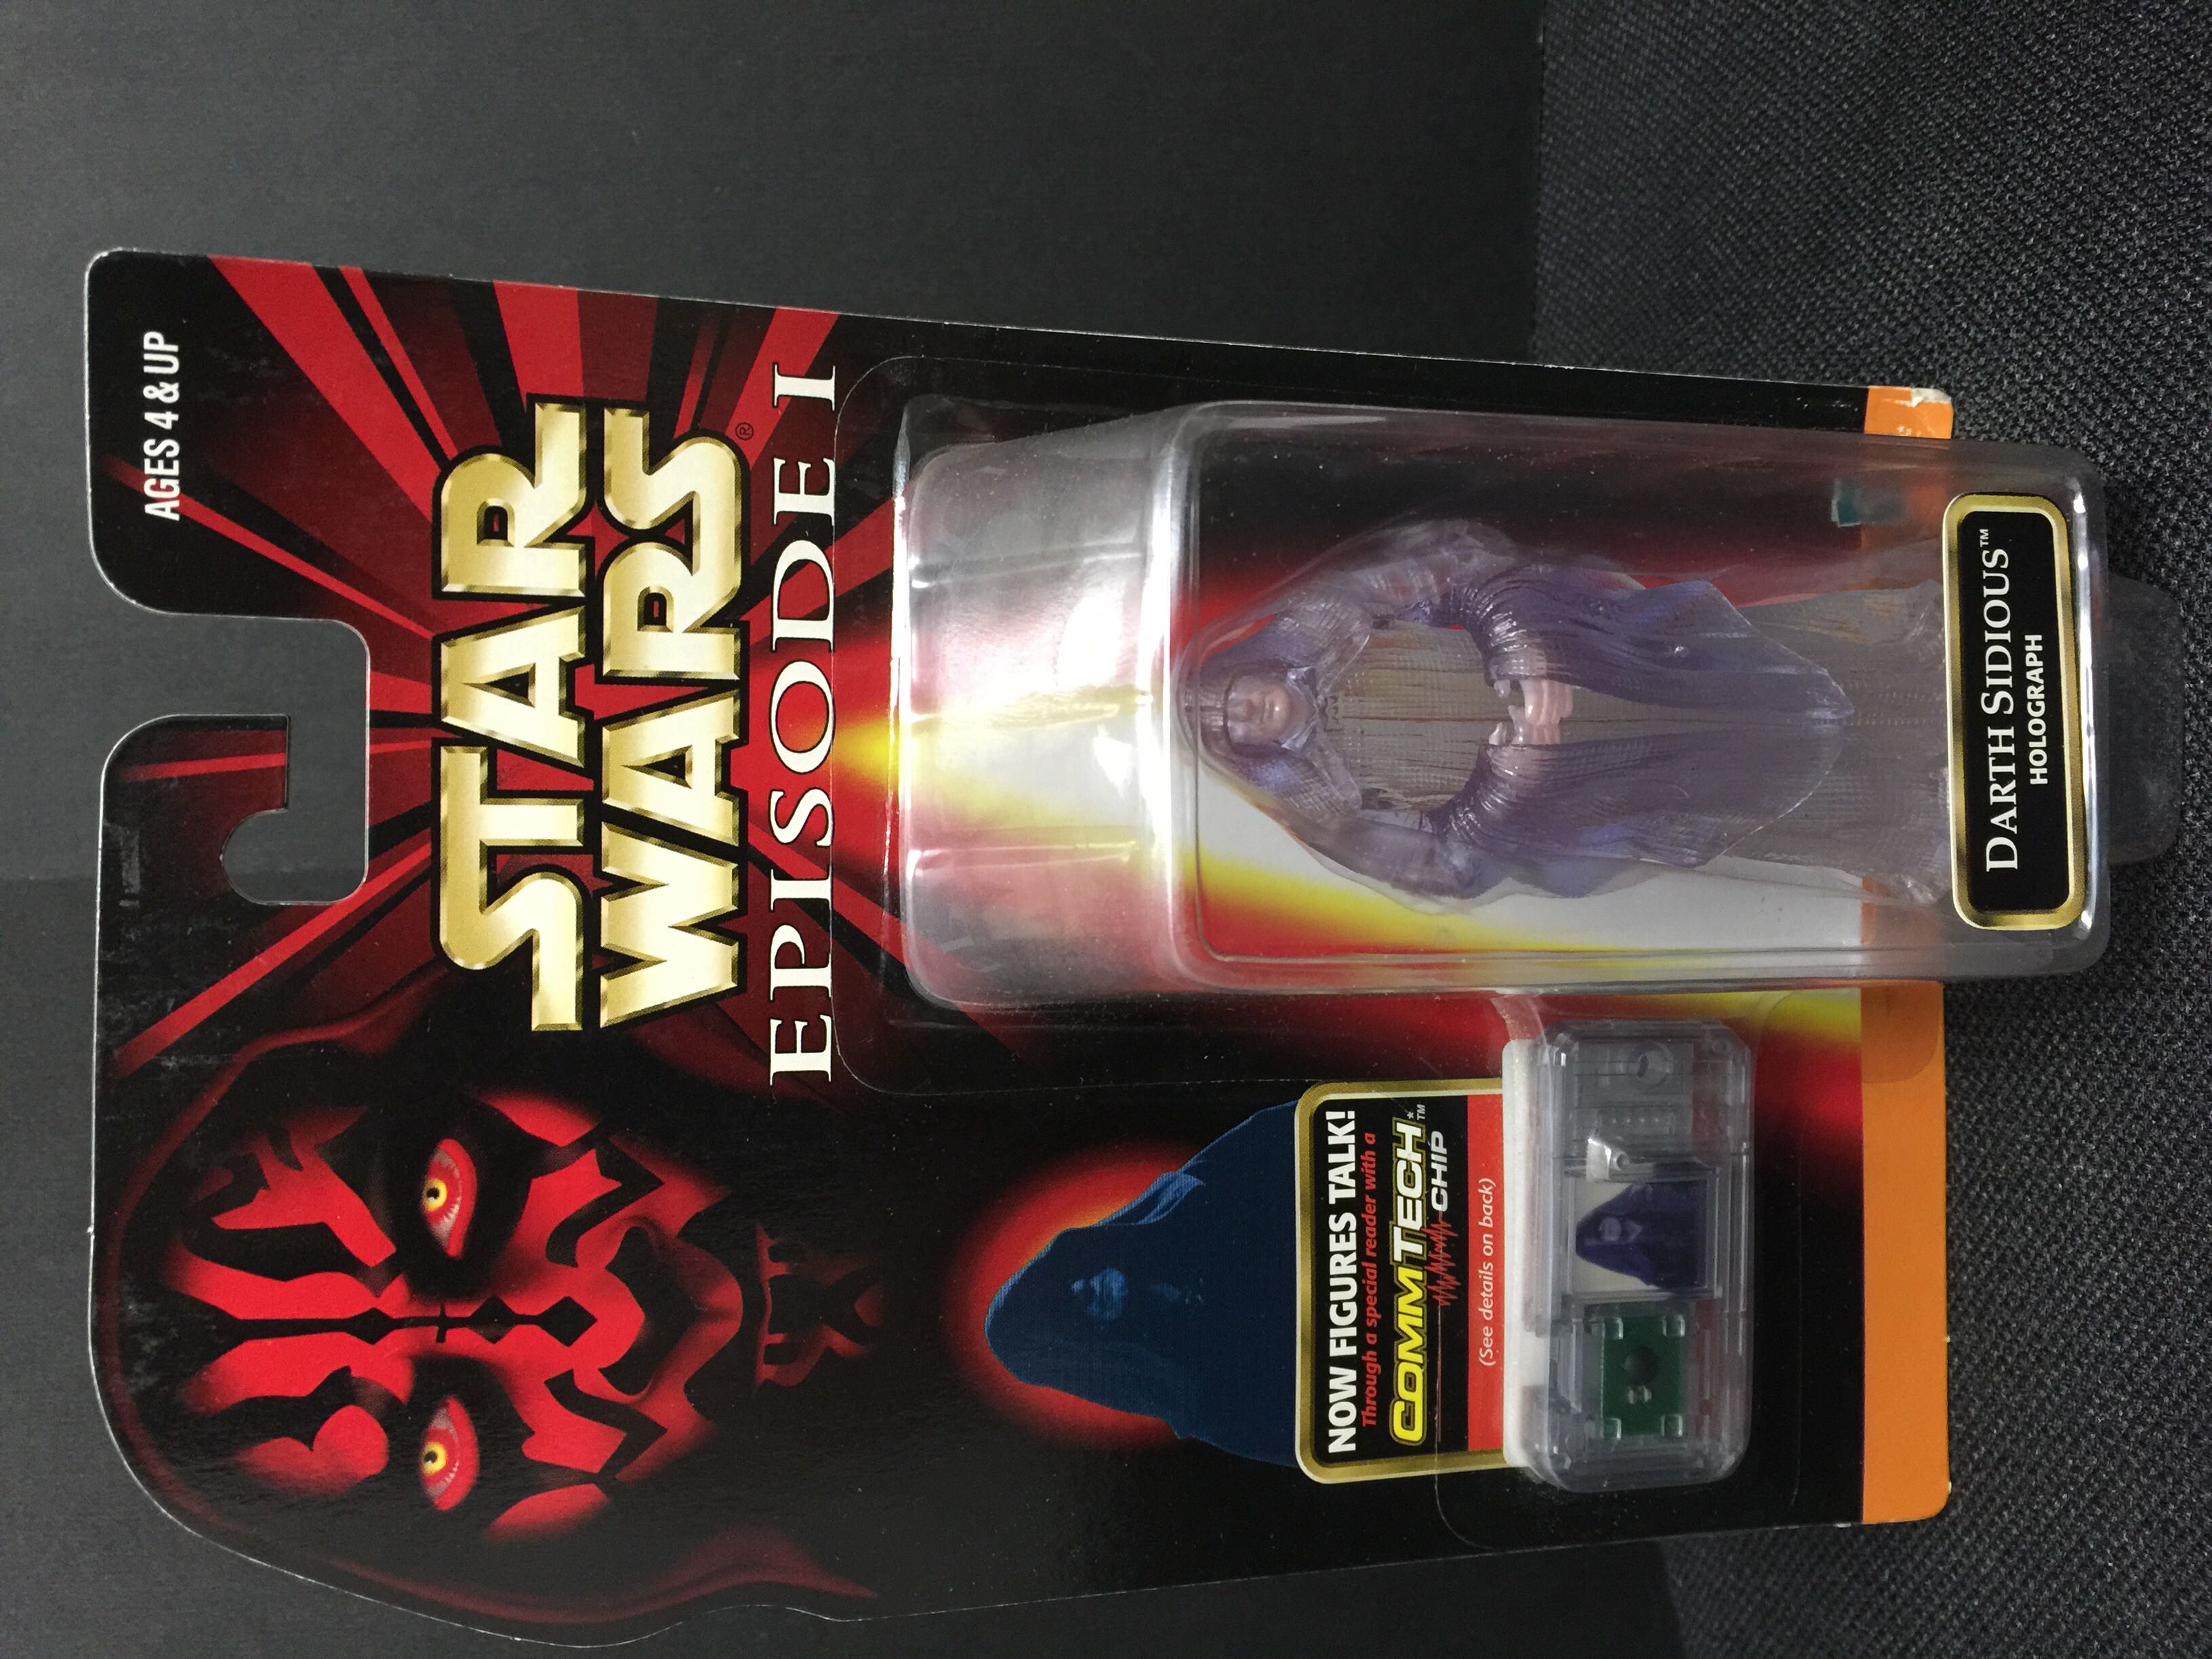 AGES 4 & UP
STAR
WARS®
EPISODE I
NOW FIGURES TALK!
Through a special reader with a
COMMTECH™
CHIP
(See details on back)
DARTH SIDIOUS™
HOLOGRAPH